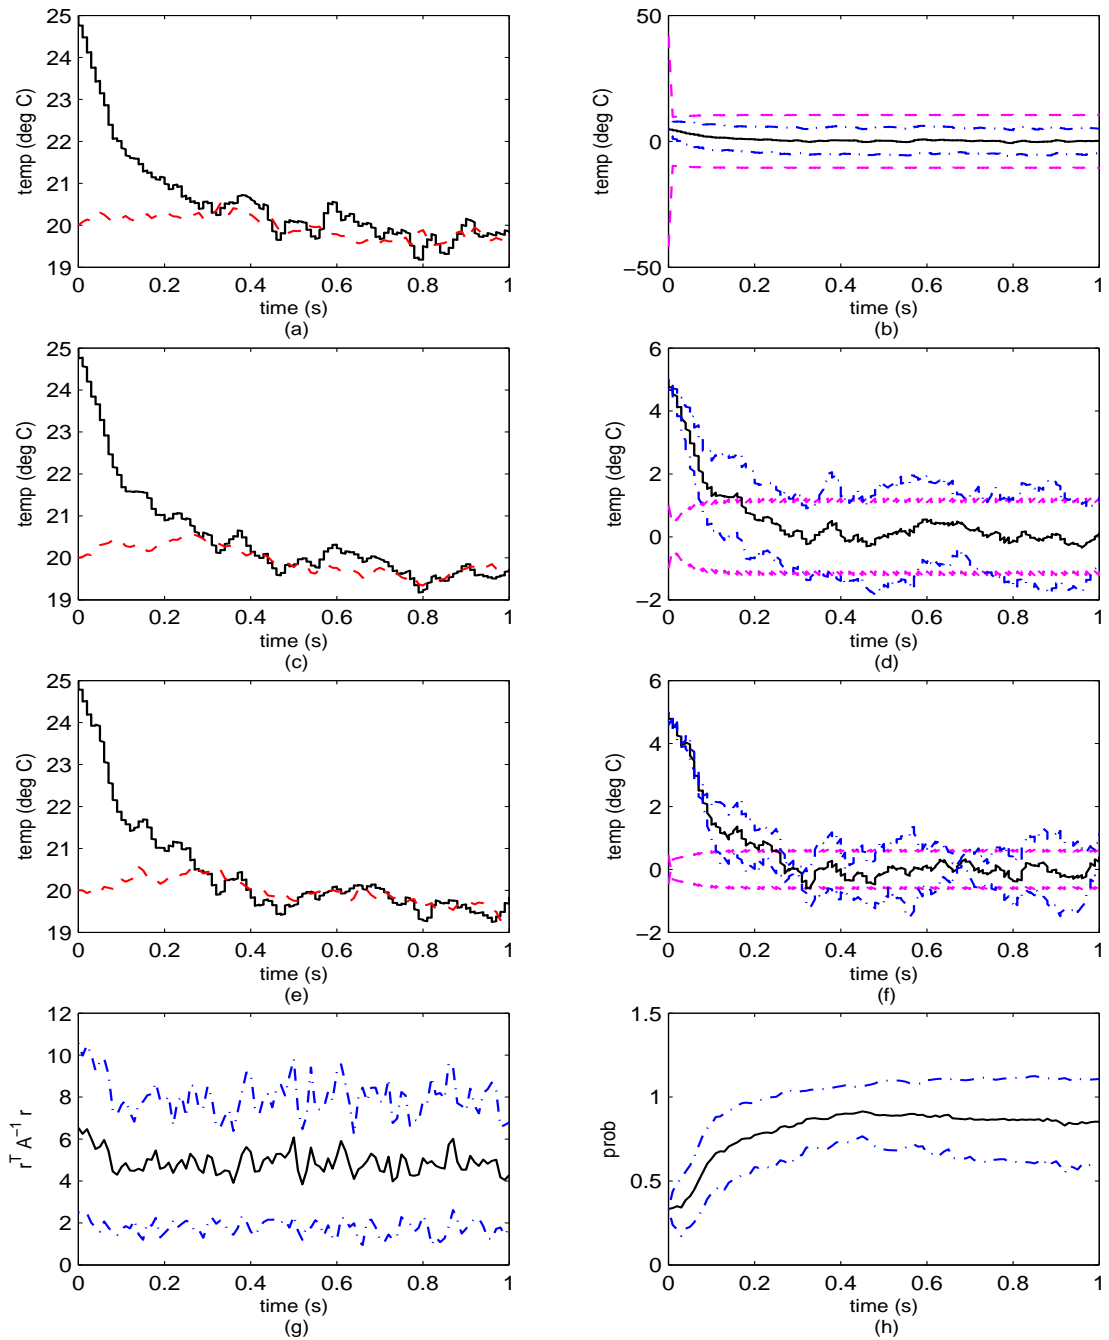 25
24
23
22
21
20
19
temp (deg C)
0 0.2 0.4 0.6 0.8 1
time (s)
(a)
50
0
−50
temp (deg C)
0 0.2 0.4 0.6 0.8 1
time (s)
(b)
25
24
23
22
21
20
19
temp (deg C)
0 0.2 0.4 0.6 0.8 1
time (s)
(c)
6
4
2
0
−2
temp (deg C)
0 0.2 0.4 0.6 0.8 1
time (s)
(d)
25
24
23
22
21
20
19
temp (deg C)
0 0.2 0.4 0.6 0.8 1
time (s)
(e)
6
4
2
0
−2
temp (deg C)
0 0.2 0.4 0.6 0.8 1
time (s)
(f)
12
10
8
6
4
2
0
r^T A^−1 r
0 0.2 0.4 0.6 0.8 1
time (s)
(g)
1.5
1
0.5
0
prob
0 0.2 0.4 0.6 0.8 1
time (s)
(h)